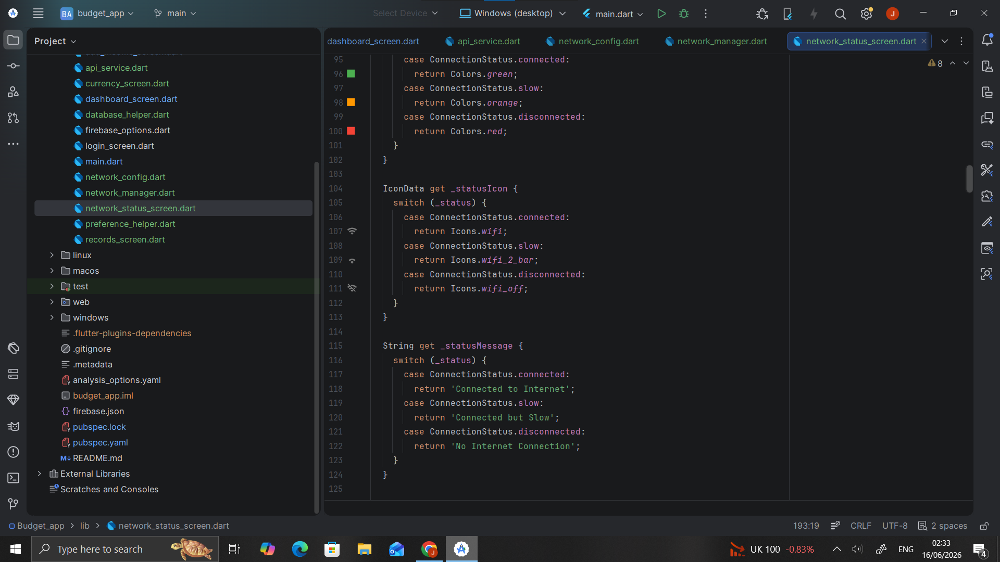 BA budget_app
main
Select Device
Windows (desktop)
main.dart
J
Project
api_service.dart
currency_screen.dart
dashboard_screen.dart
database_helper.dart
firebase_options.dart
login_screen.dart
main.dart
network_config.dart
network_manager.dart
network_status_screen.dart
preference_helper.dart
records_screen.dart
linux
macos
test
web
windows
.flutter-plugins-dependencies
.gitignore
.metadata
analysis_options.yaml
budget_app.iml
firebase.json
pubspec.lock
pubspec.yaml
README.md
External Libraries
Scratches and Consoles
dashboard_screen.dart
api_service.dart
network_config.dart
network_manager.dart
network_status_screen.dart
8
95 case ConnectionStatus.connected:
96 return Colors.green;
97 case ConnectionStatus.slow:
98 return Colors.orange;
99 case ConnectionStatus.disconnected:
100 return Colors.red;
101 }
102 }
103
104 IconData get _statusIcon {
105 switch (_status) {
106 case ConnectionStatus.connected:
107 return Icons.wifi;
108 case ConnectionStatus.slow:
109 return Icons.wifi_2_bar;
110 case ConnectionStatus.disconnected:
111 return Icons.wifi_off;
112 }
113 }
114
115 String get _statusMessage {
116 switch (_status) {
117 case ConnectionStatus.connected:
118 return 'Connected to Internet';
119 case ConnectionStatus.slow:
120 return 'Connected but Slow';
121 case ConnectionStatus.disconnected:
122 return 'No Internet Connection';
123 }
124 }
125
Budget_app > lib > network_status_screen.dart
193:19
CRLF
UTF-8
2 spaces
Type here to search
UK 100 -0.83%
ENG
02:33
16/06/2026
4